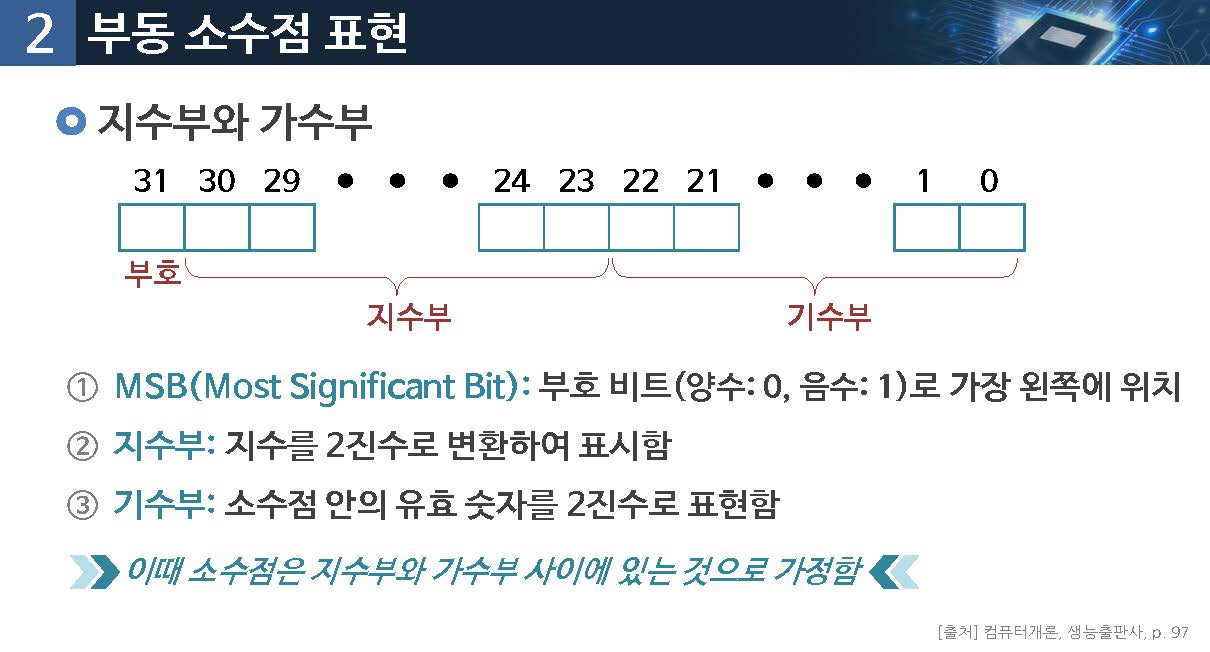 2 부동 소수점 표현
지수부와 가수부
31 30 29 • • • 24 23 22 21 • • • 1 0
부호
지수부 기수부
① MSB(Most Significant Bit): 부호 비트(양수: 0, 음수: 1)로 가장 왼쪽에 위치
② 지수부: 지수를 2진수로 변환하여 표시함
③ 기수부: 소수점 안의 유효 숫자를 2진수로 표현함
이때 소수점은 지수부와 가수부 사이에 있는 것으로 가정함
[출처] 컴퓨터개론, 생능출판사, p. 97